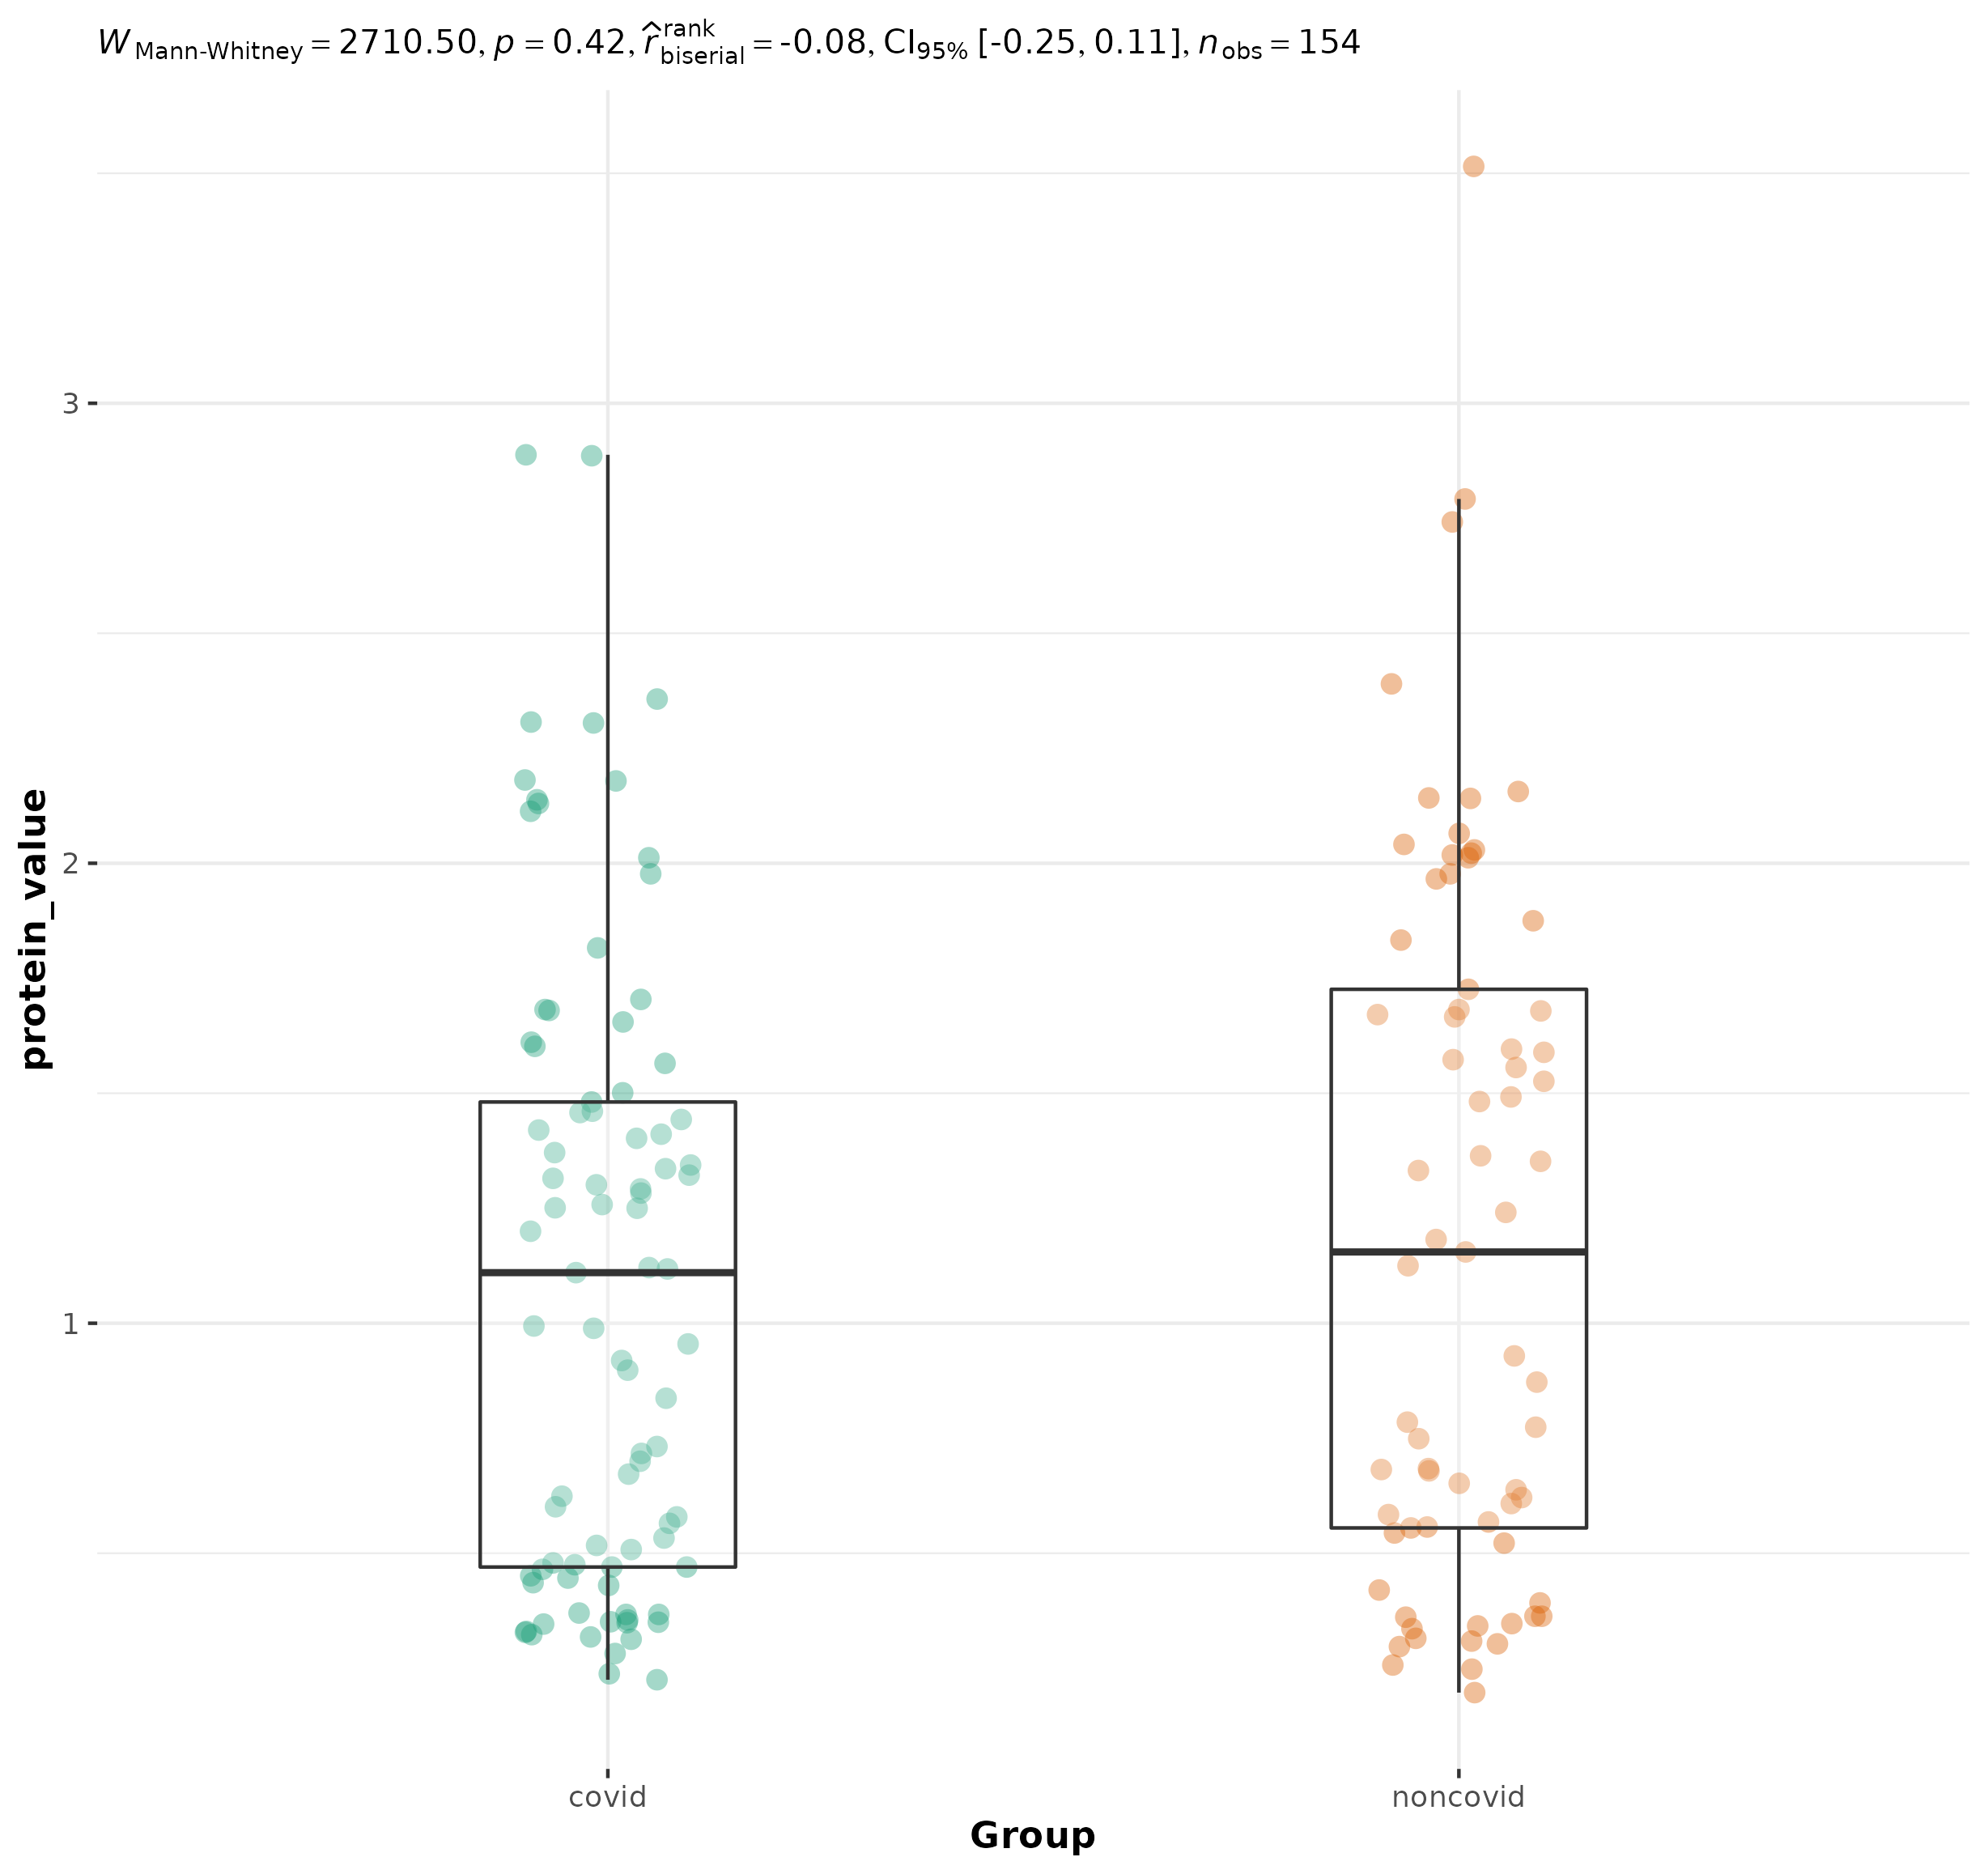 W Mann-Whitney = 2710.50, p = 0.42, r̂ rank biserial = -0.08, CI95% [-0.25, 0.11], nobs = 154
protein_value
3
2
1
covid noncovid
Group